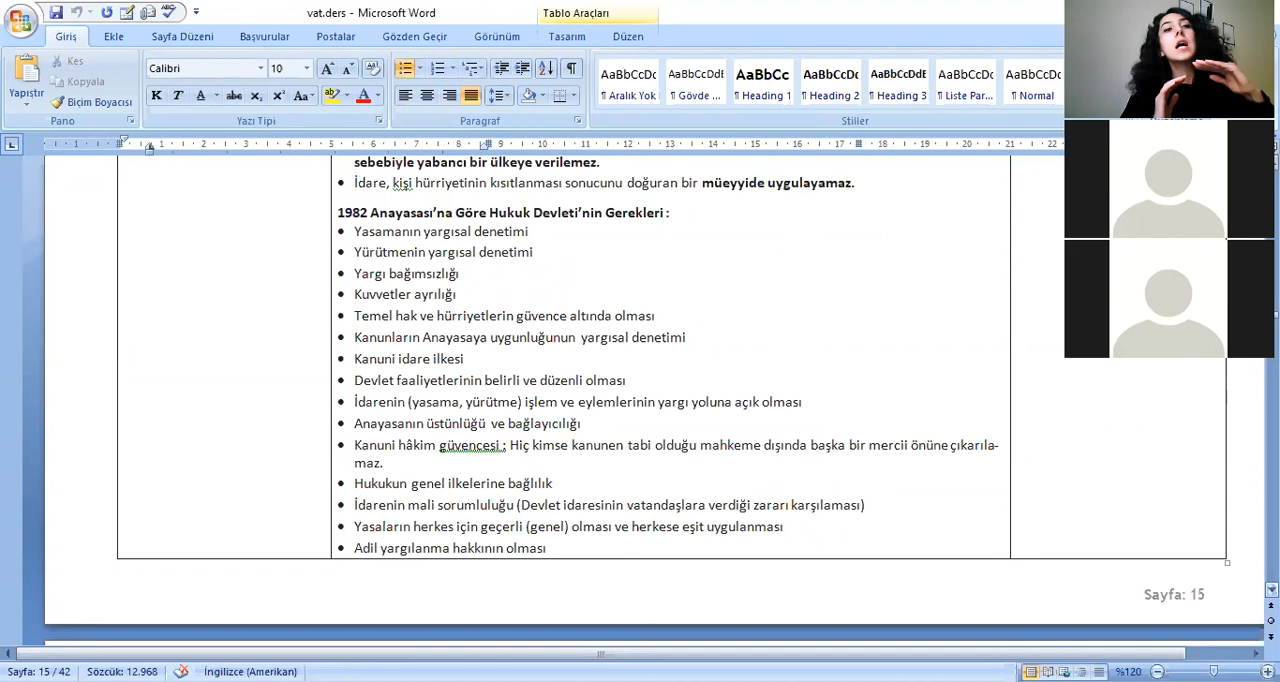 vat.ders - Microsoft Word
Tablo Araçları
Giriş
Ekle
Sayfa Düzeni
Başvurular
Postalar
Gözden Geçir
Görünüm
Tasarım
Düzen
Yapıştır
Kes
Kopyala
Biçim Boyacısı
Pano
Calibri
10
Yazı Tipi
Paragraf
AaBbCcDc AaBbCcDdE AaBbCc AaBbCcDc AaBbCcDdE AaBbCcDc AaBbCcDc
¶ Aralık Yok ¶ Gövde ... ¶ Heading 1 ¶ Heading 2 ¶ Heading 3 ¶ Liste Par... ¶ Normal
Stiller
sebebiyle yabancı bir ülkeye verilemez.
• İdare, kişi hürriyetinin kısıtlanması sonucunu doğuran bir müeyyide uygulayamaz.
1982 Anayasası’na Göre Hukuk Devleti’nin Gerekleri :
• Yasamanın yargısal denetimi
• Yürütmenin yargısal denetimi
• Yargı bağımsızlığı
• Kuvvetler ayrılığı
• Temel hak ve hürriyetlerin güvence altında olması
• Kanunların Anayasaya uygunluğunun yargısal denetimi
• Kanuni idare ilkesi
• Devlet faaliyetlerinin belirli ve düzenli olması
• İdarenin (yasama, yürütme) işlem ve eylemlerinin yargı yoluna açık olması
• Anayasanın üstünlüğü ve bağlayıcılığı
• Kanuni hâkim güvencesi ; Hiç kimse kanunen tabi olduğu mahkeme dışında başka bir mercii önüne çıkarıla-
maz.
• Hukukun genel ilkelerine bağlılık
• İdarenin mali sorumluluğu (Devlet idaresinin vatandaşlara verdiği zararı karşılaması)
• Yasaların herkes için geçerli (genel) olması ve herkese eşit uygulanması
• Adil yargılanma hakkının olması
Sayfa: 15
Sayfa: 15 / 42
Sözcük: 12.968
İngilizce (Amerikan)
%120